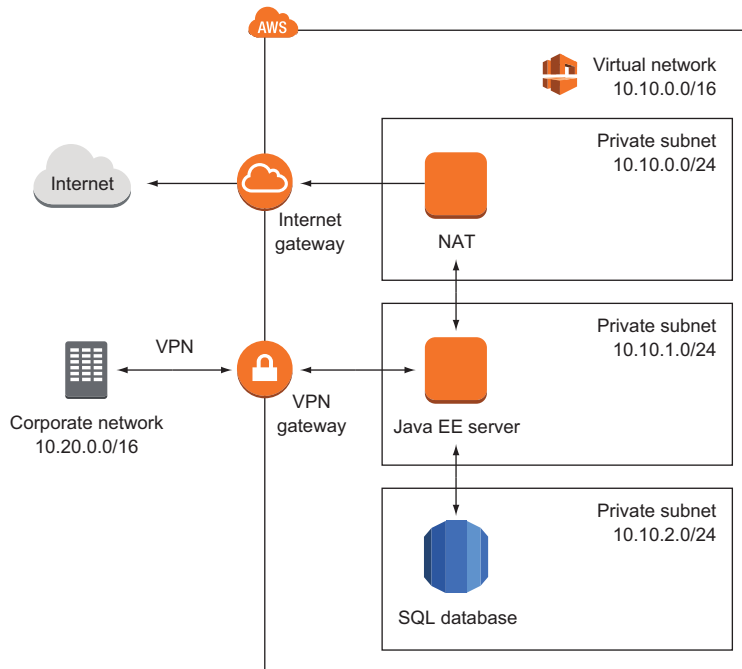 AWS
Virtual network
10.10.0.0/16
Private subnet
10.10.0.0/24
Internet
Internet
gateway
NAT
Private subnet
10.10.1.0/24
VPN
VPN
gateway
Corporate network
10.20.0.0/16
Java EE server
Private subnet
10.10.2.0/24
SQL database